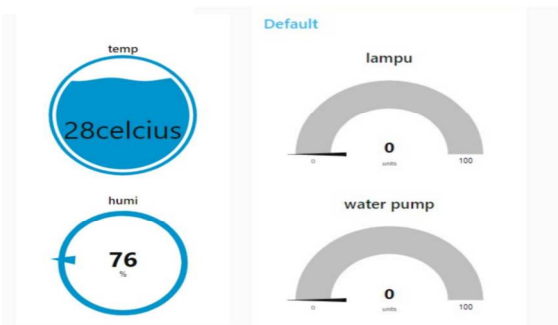 temp
28celcius
humi
76
%
Default
lampu
0
units
0
100
water pump
0
units
0
100